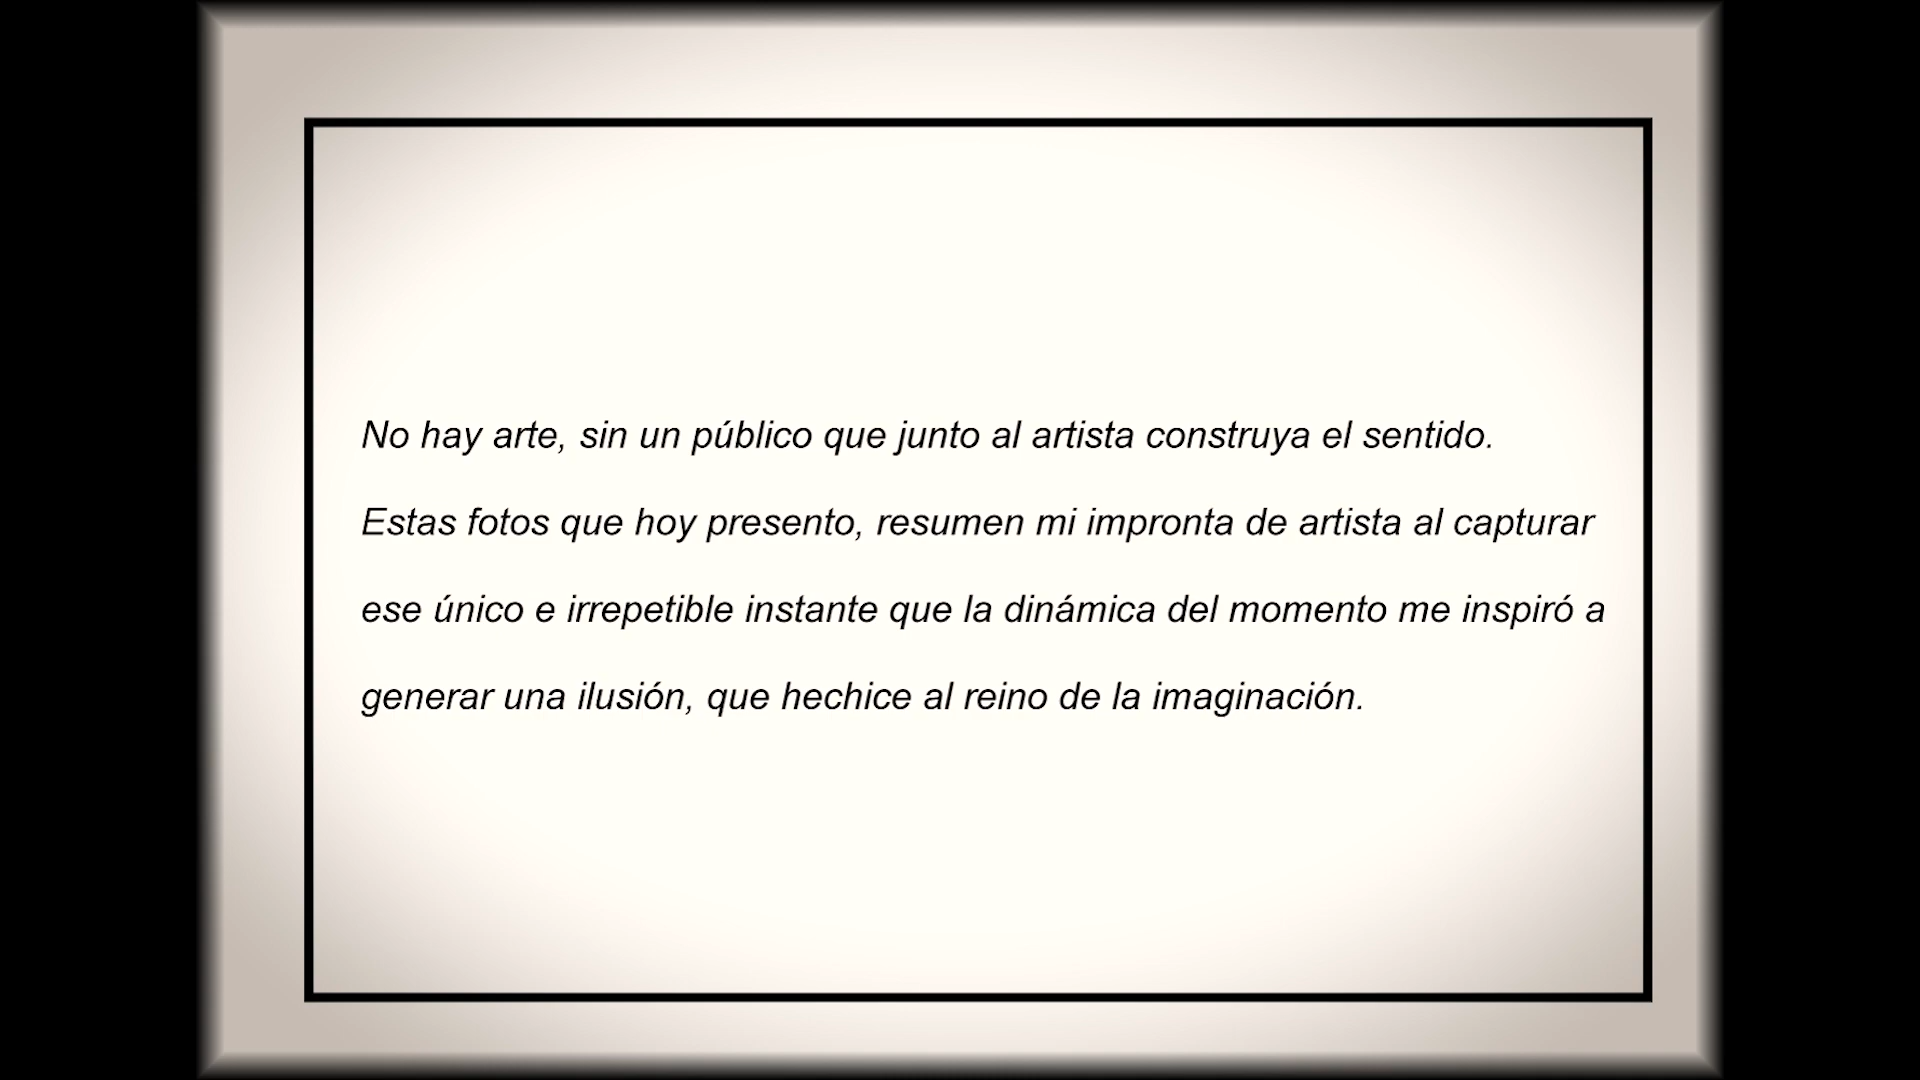 No hay arte, sin un público que junto al artista construya el sentido.
Estas fotos que hoy presento, resumen mi impronta de artista al capturar
ese único e irrepetible instante que la dinámica del momento me inspiró a
generar una ilusión, que hechice al reino de la imaginación.